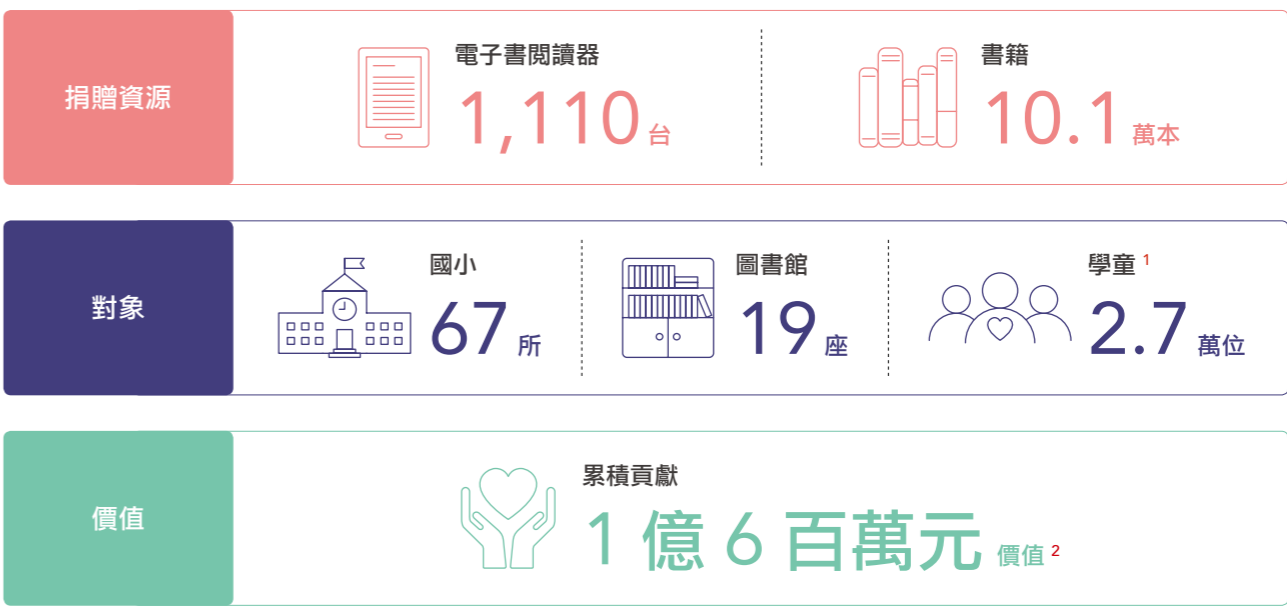 捐贈資源
電子書閱讀器
1,110 台
書籍
10.1 萬本
對象
國小
67 所
圖書館
19 座
學童 1
2.7 萬位
價值
累積貢獻
1 億 6 百萬元 價值 2